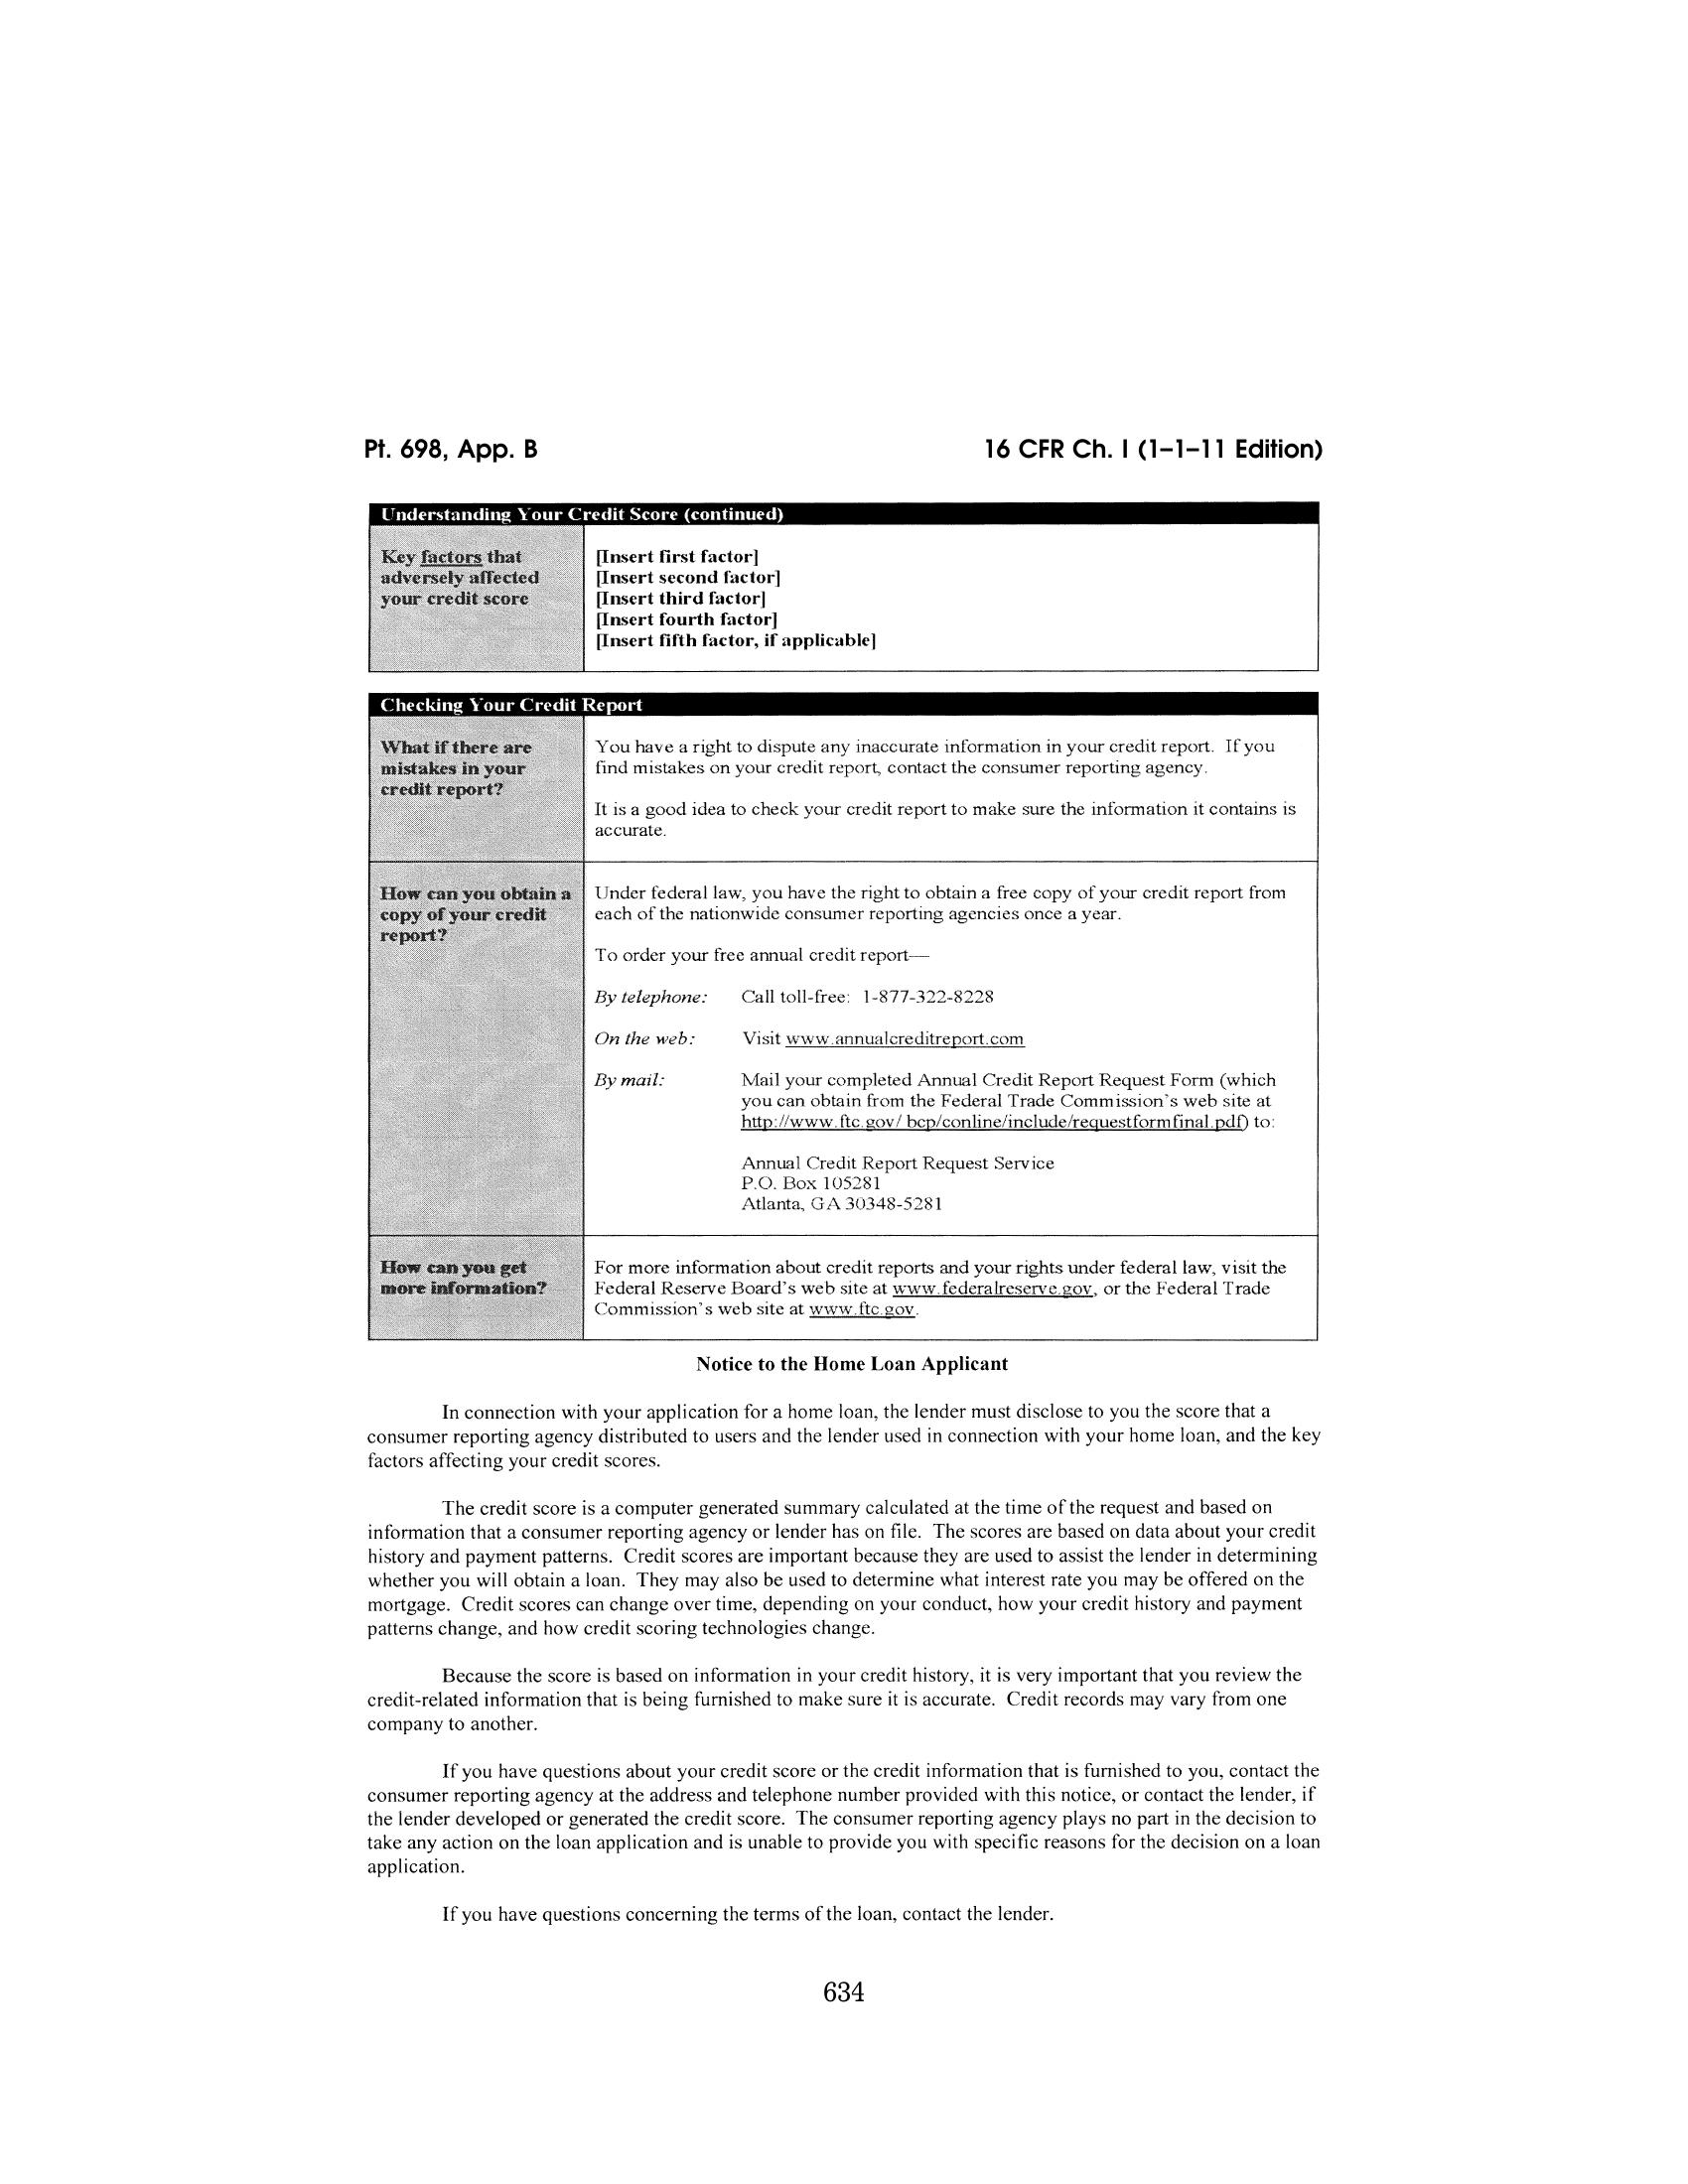 Pt. 698, App. B
16 CFR Ch. I (1–1–11 Edition)
Understanding Your Credit Score (continued)
Key factors that
adversely affected
your credit score
[Insert first factor]
[Insert second factor]
[Insert third factor]
[Insert fourth factor]
[Insert fifth factor, if applicable]
Checking Your Credit Report
What if there are
mistakes in your
credit report?
You have a right to dispute any inaccurate information in your credit report. If you
find mistakes on your credit report, contact the consumer reporting agency.
It is a good idea to check your credit report to make sure the information it contains is
accurate.
How can you obtain a
copy of your credit
report?
Under federal law, you have the right to obtain a free copy of your credit report from
each of the nationwide consumer reporting agencies once a year.
To order your free annual credit report—
By telephone: Call toll-free: 1-877-322-8228
On the web: Visit www.annualcreditreport.com
By mail: Mail your completed Annual Credit Report Request Form (which
you can obtain from the Federal Trade Commission's web site at
http://www.ftc.gov/ bcp/conline/include/requestformfinal.pdf) to:
Annual Credit Report Request Service
P.O. Box 105281
Atlanta, GA 30348-5281
How can you get
more information?
For more information about credit reports and your rights under federal law, visit the
Federal Reserve Board's web site at www.federalreserve.gov, or the Federal Trade
Commission's web site at www.ftc.gov.
Notice to the Home Loan Applicant
In connection with your application for a home loan, the lender must disclose to you the score that a
consumer reporting agency distributed to users and the lender used in connection with your home loan, and the key
factors affecting your credit scores.
The credit score is a computer generated summary calculated at the time of the request and based on
information that a consumer reporting agency or lender has on file. The scores are based on data about your credit
history and payment patterns. Credit scores are important because they are used to assist the lender in determining
whether you will obtain a loan. They may also be used to determine what interest rate you may be offered on the
mortgage. Credit scores can change over time, depending on your conduct, how your credit history and payment
patterns change, and how credit scoring technologies change.
Because the score is based on information in your credit history, it is very important that you review the
credit-related information that is being furnished to make sure it is accurate. Credit records may vary from one
company to another.
If you have questions about your credit score or the credit information that is furnished to you, contact the
consumer reporting agency at the address and telephone number provided with this notice, or contact the lender, if
the lender developed or generated the credit score. The consumer reporting agency plays no part in the decision to
take any action on the loan application and is unable to provide you with specific reasons for the decision on a loan
application.
If you have questions concerning the terms of the loan, contact the lender.
634